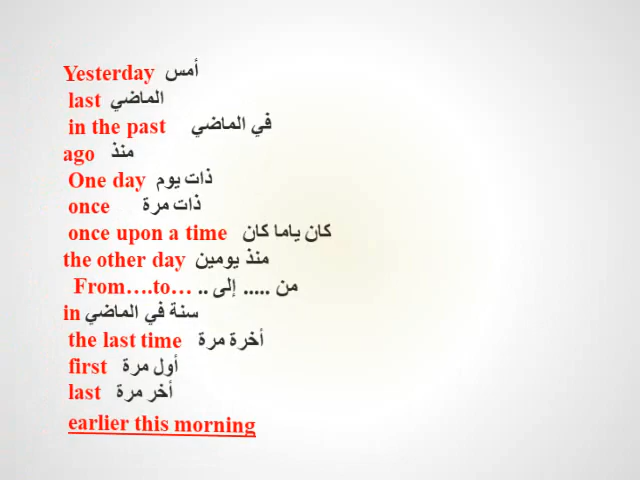 Yesterday أمس
last الماضي
in the past في الماضي
ago منذ
One day ذات يوم
once ذات مرة
once upon a time كان ياما كان
the other day منذ يومين
From….to… من ..... إلى ..
in سنة في الماضي
the last time أخرة مرة
first أول مرة
last أخر مرة
earlier this morning